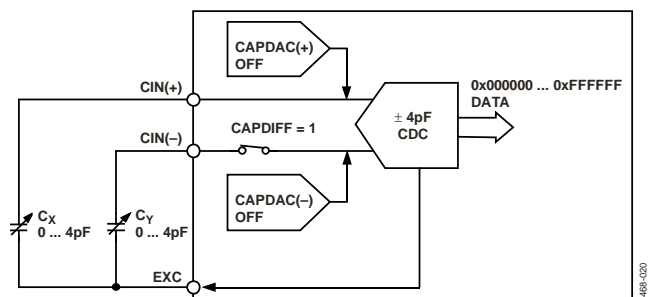 CAPDAC(+)
OFF
0x000000 ... 0xFFFFFF
DATA
CIN(+)
± 4pF
CDC
CIN(–)
CAPDIFF = 1
CAPDAC(–)
OFF
CX
0 ... 4pF
CY
0 ... 4pF
EXC
468-020